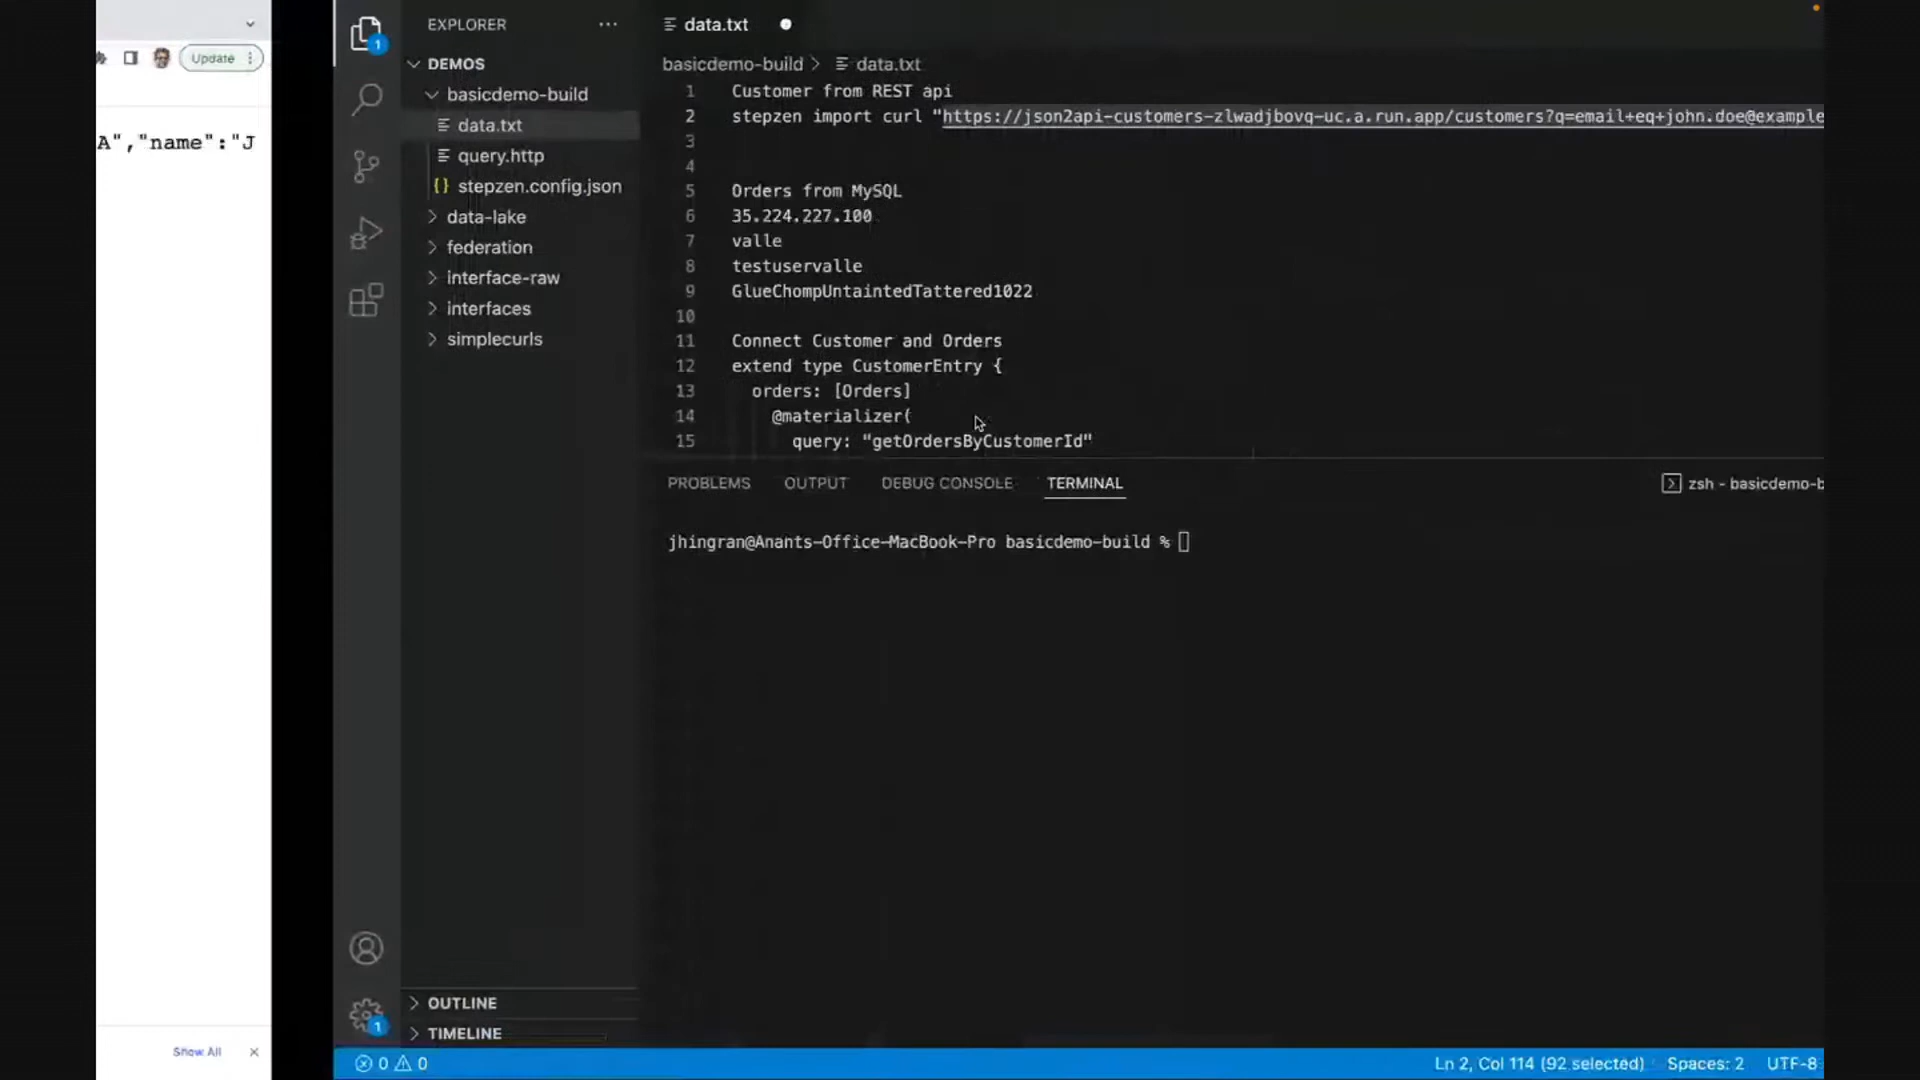 Update
A","name":"J
Show All
EXPLORER
DEMOS
basicdemo-build
data.txt
query.http
{} stepzen.config.json
data-lake
federation
interface-raw
interfaces
simplecurls
OUTLINE
TIMELINE
1
1
data.txt
basicdemo-build > data.txt
1 Customer from REST api
2 stepzen import curl "https://json2api-customers-zlwadjbovq-uc.a.run.app/customers?q=email+eq+john.doe@example
3
4
5 Orders from MySQL
6 35.224.227.100
7 valle
8 testuservalle
9 GlueChompUntaintedTattered1022
10
11 Connect Customer and Orders
12 extend type CustomerEntry {
13 orders: [Orders]
14 @materializer(
15 query: "getOrdersByCustomerId"
PROBLEMS OUTPUT DEBUG CONSOLE TERMINAL
zsh - basicdemo-b
jhingran@Anants-Office-MacBook-Pro basicdemo-build %
0 0
Ln 2, Col 114 (92 selected) Spaces: 2 UTF-8